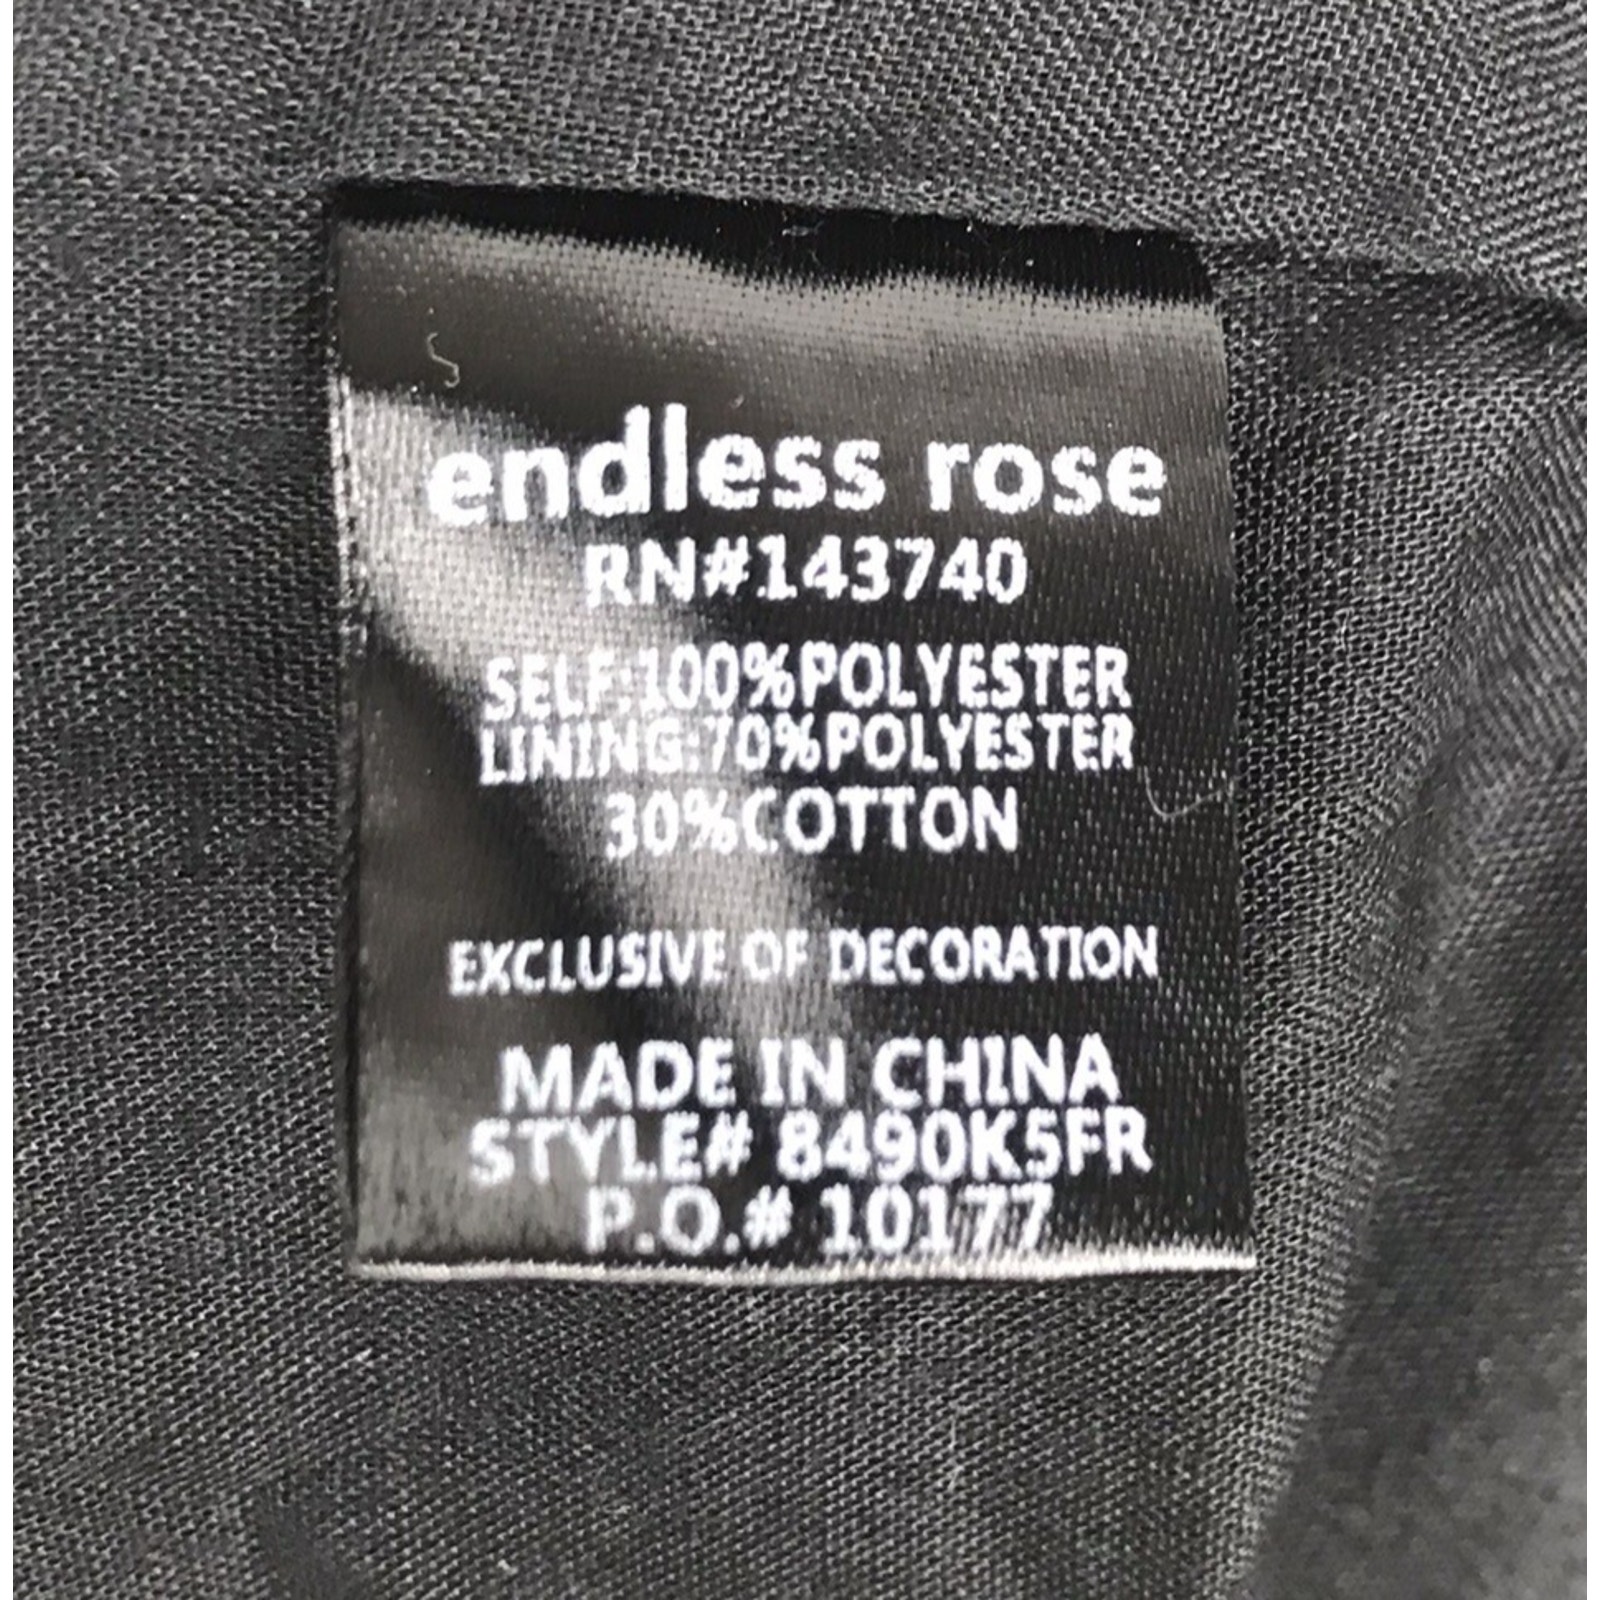 endless rose
RN#143740
SELF:100%POLYESTER
LINING:70%POLYESTER
30%COTTON
EXCLUSIVE OF DECORATION
MADE IN CHINA
STYLE# 8490K5FR
P.O.# 10177